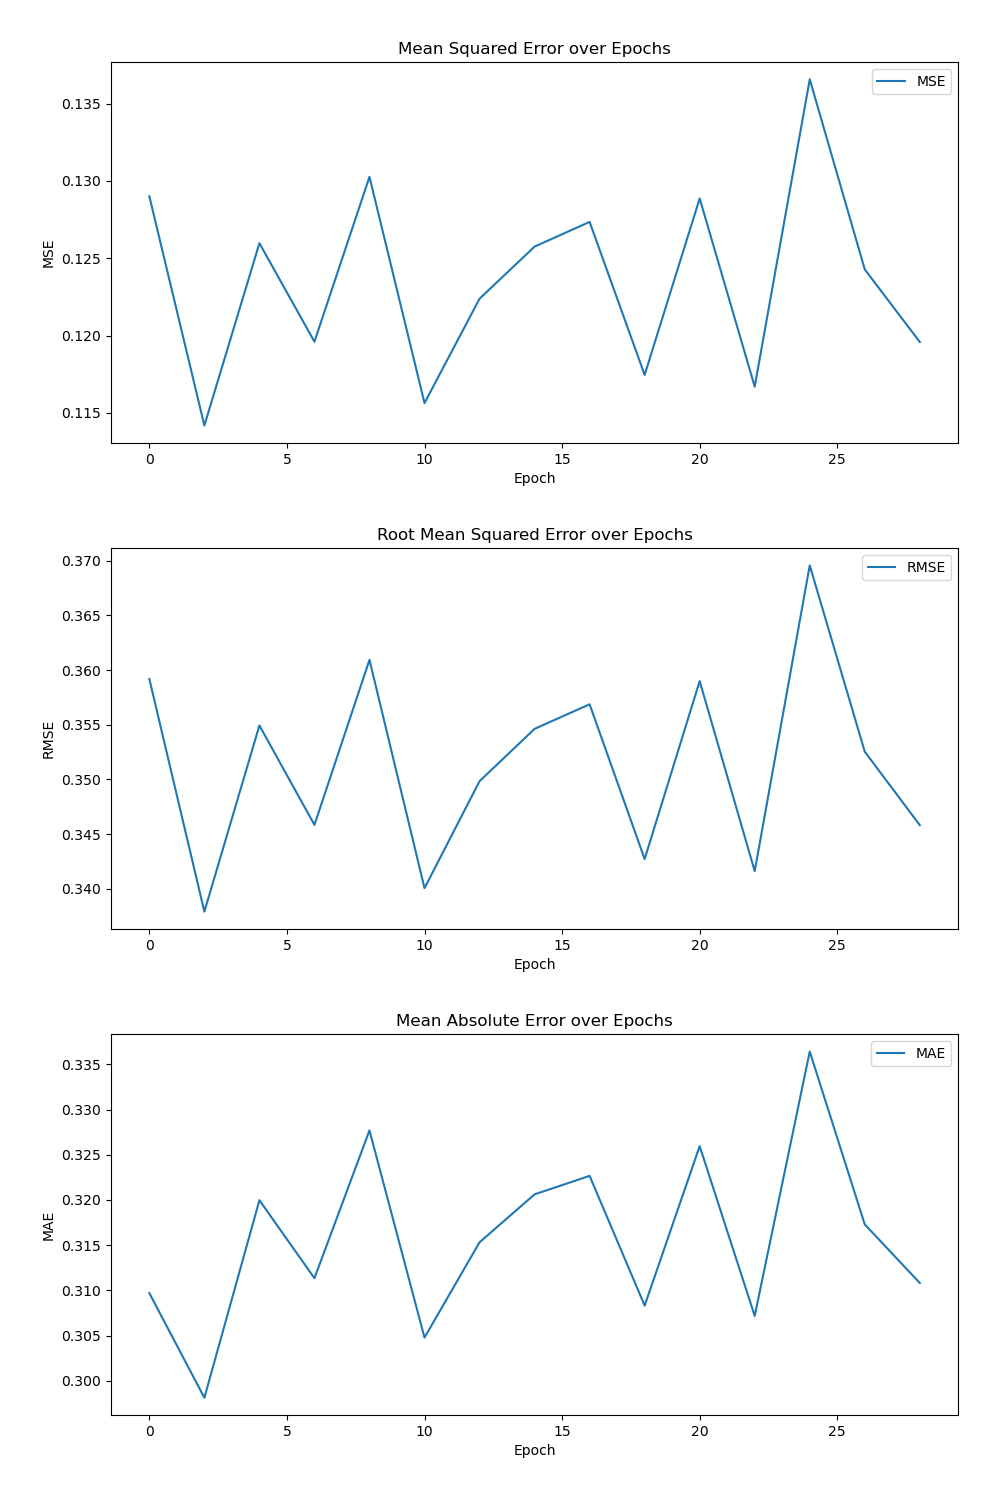 Mean Squared Error over Epochs
MSE
0.135
0.130
0.125
0.120
0.115
MSE
0 5 10 15 20 25
Epoch
Root Mean Squared Error over Epochs
RMSE
0.370
0.365
0.360
0.355
0.350
0.345
0.340
RMSE
0 5 10 15 20 25
Epoch
Mean Absolute Error over Epochs
MAE
0.335
0.330
0.325
0.320
0.315
0.310
0.305
0.300
MAE
0 5 10 15 20 25
Epoch